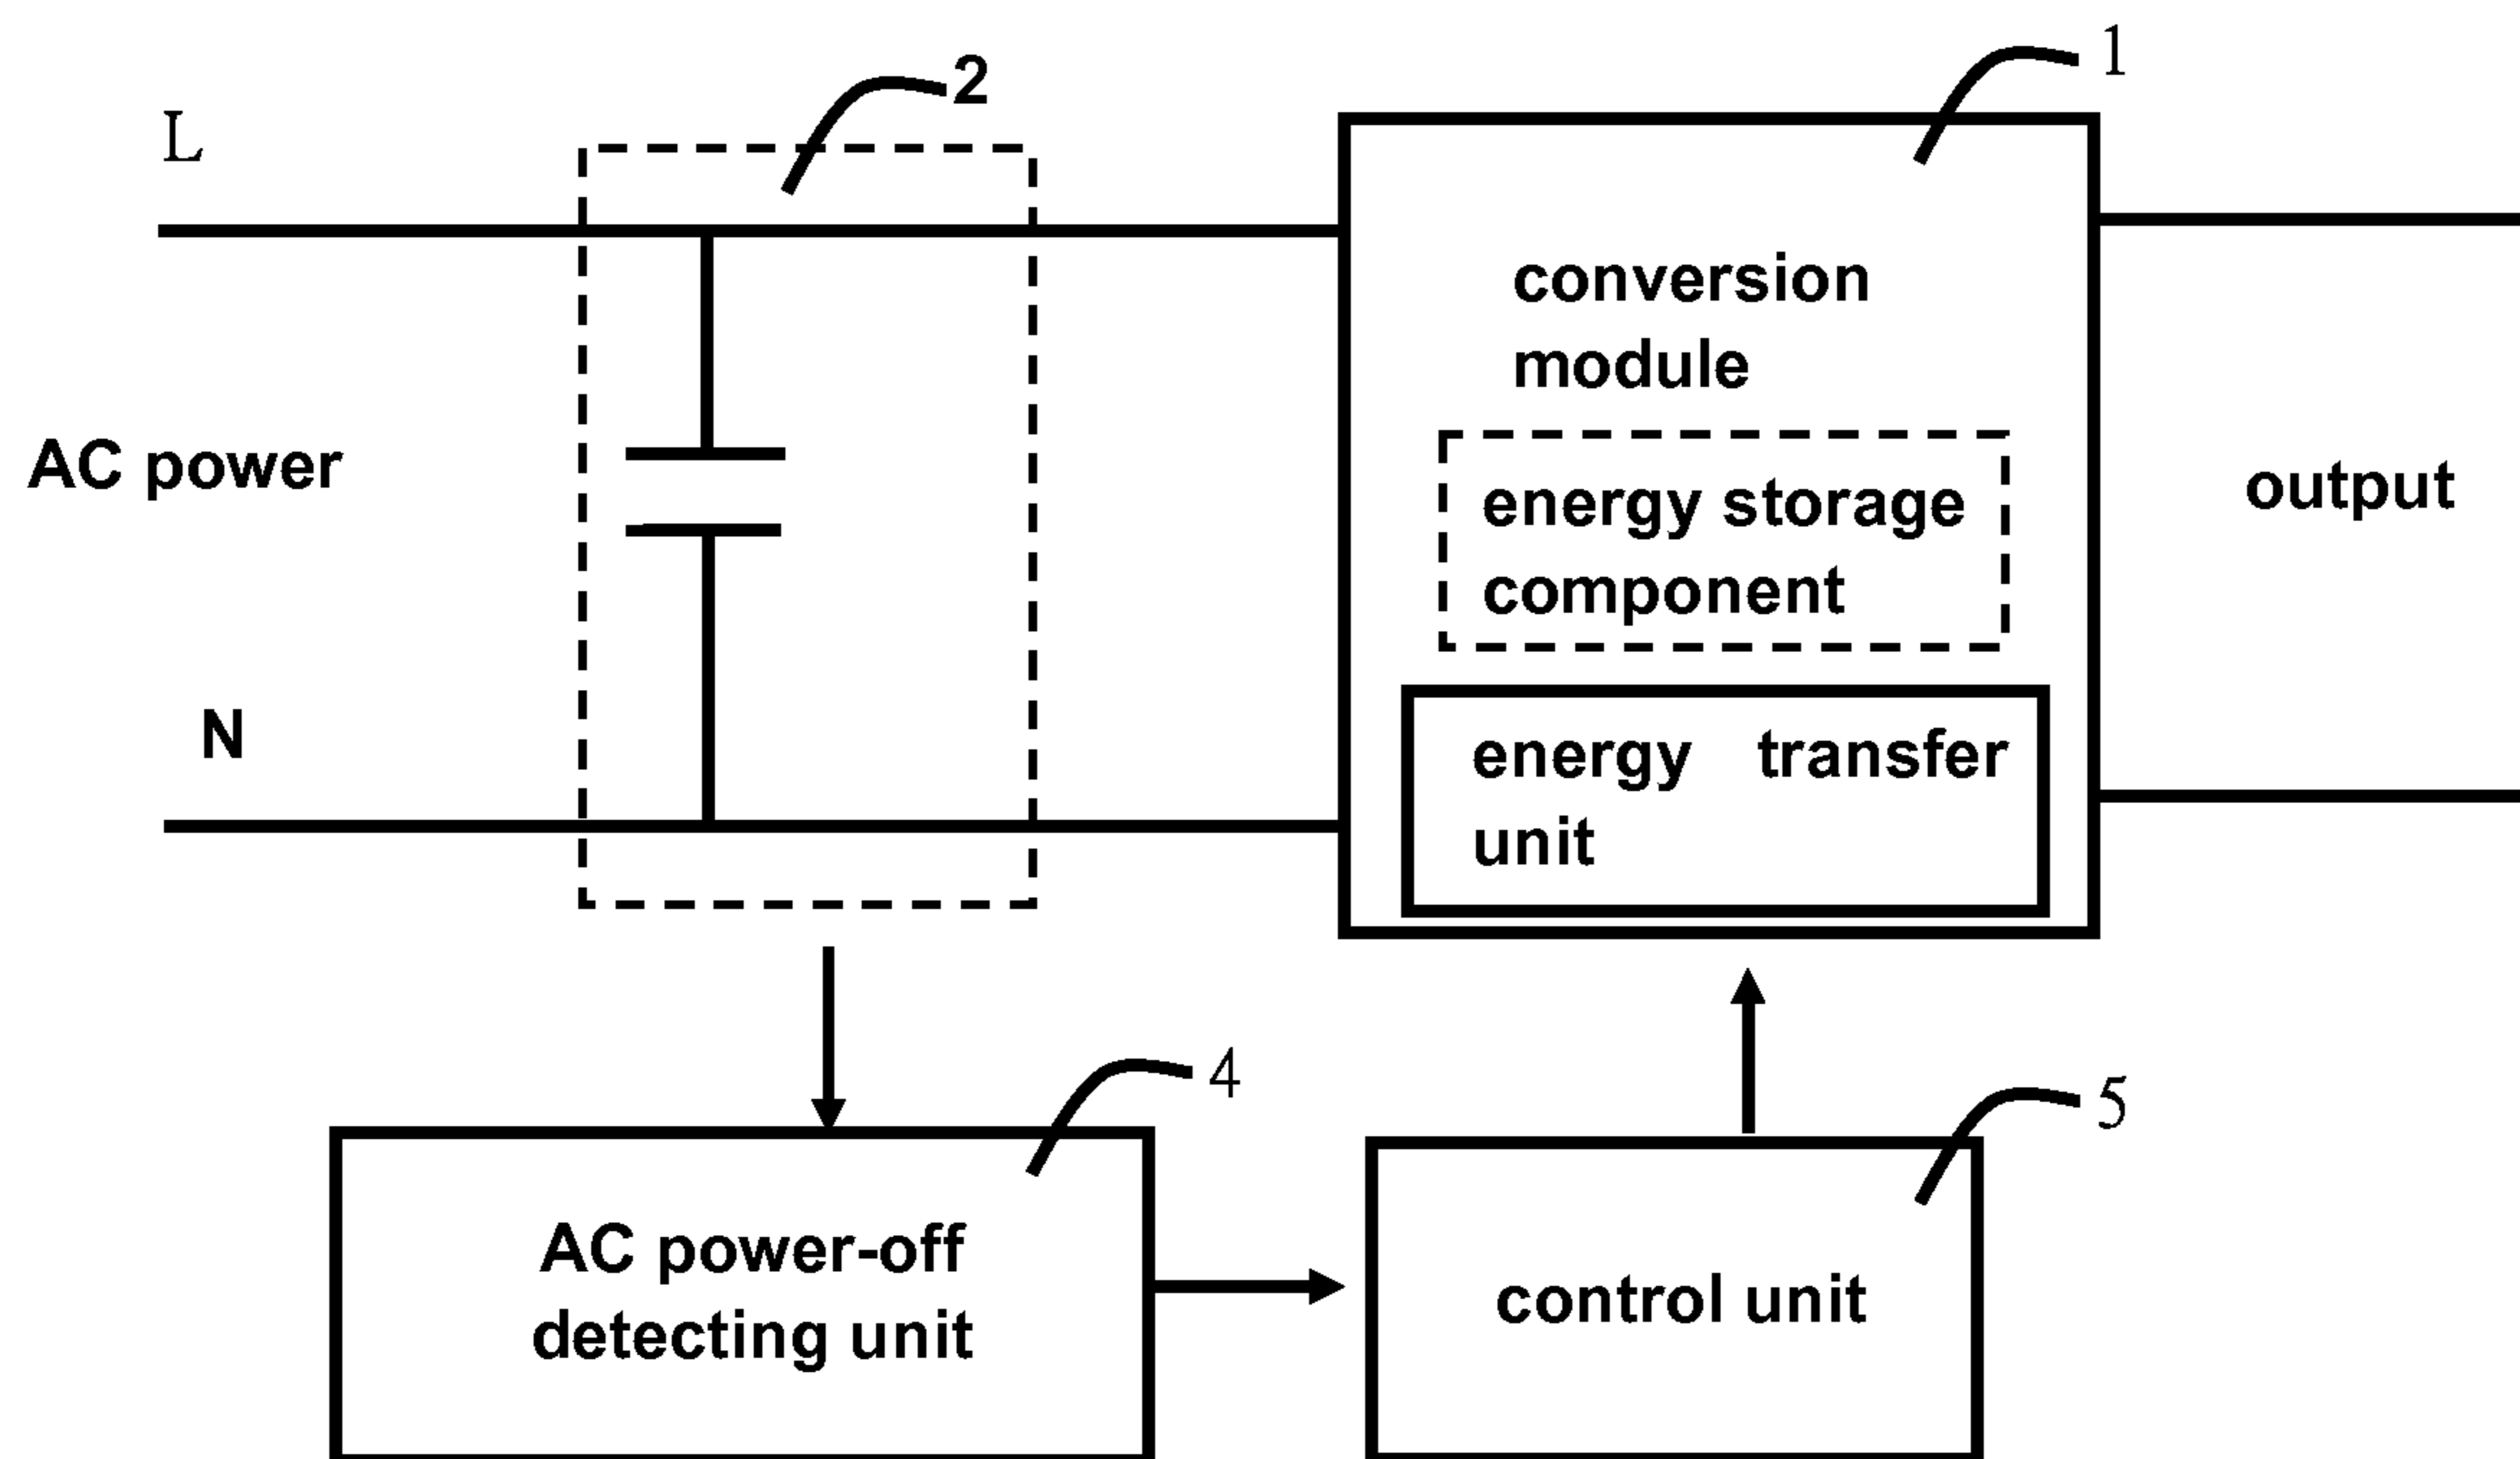 1
2
L
conversion
module
AC power
energy storage
component
output
N
energy transfer
unit
4
5
AC power-off
detecting unit
control unit